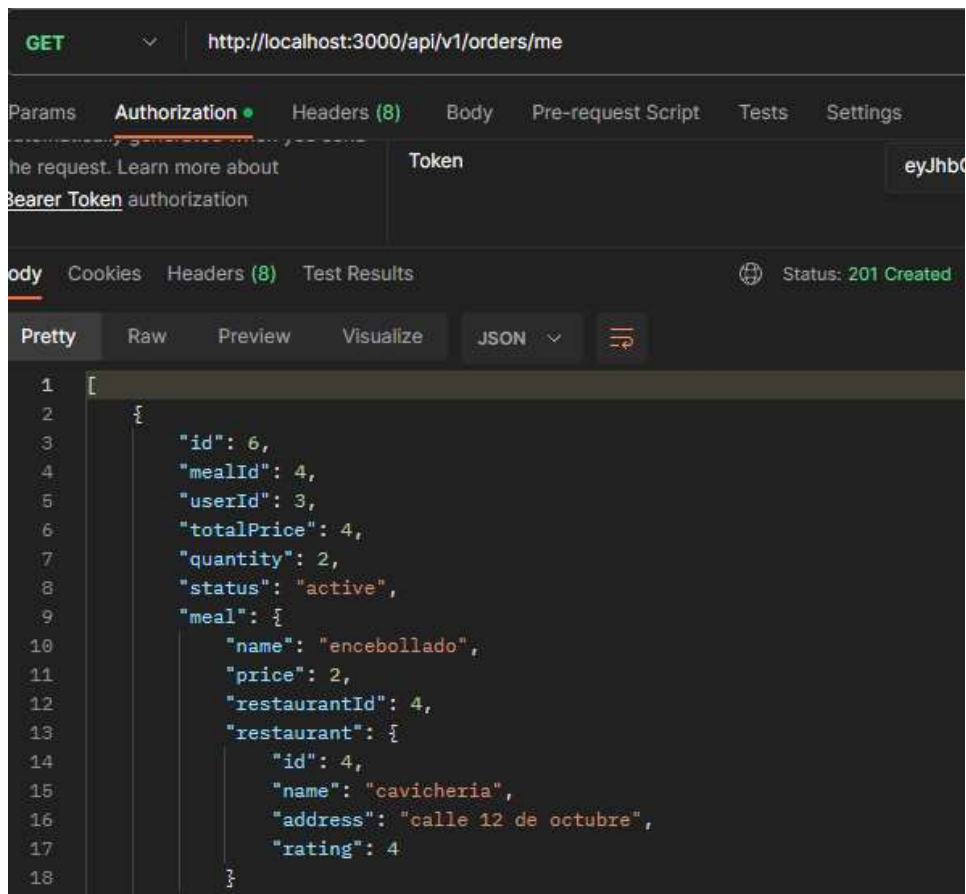 GET http://localhost:3000/api/v1/orders/me
Params Authorization Headers (8) Body Pre-request Script Tests Settings
he request. Learn more about
Bearer Token authorization
Token eyJhb
ody Cookies Headers (8) Test Results Status: 201 Created
Pretty Raw Preview Visualize JSON
1 [
2 {
3 "id": 6,
4 "mealId": 4,
5 "userId": 3,
6 "totalPrice": 4,
7 "quantity": 2,
8 "status": "active",
9 "meal": {
10 "name": "encebollado",
11 "price": 2,
12 "restaurantId": 4,
13 "restaurant": {
14 "id": 4,
15 "name": "cavicheria",
16 "address": "calle 12 de octubre",
17 "rating": 4
18 }